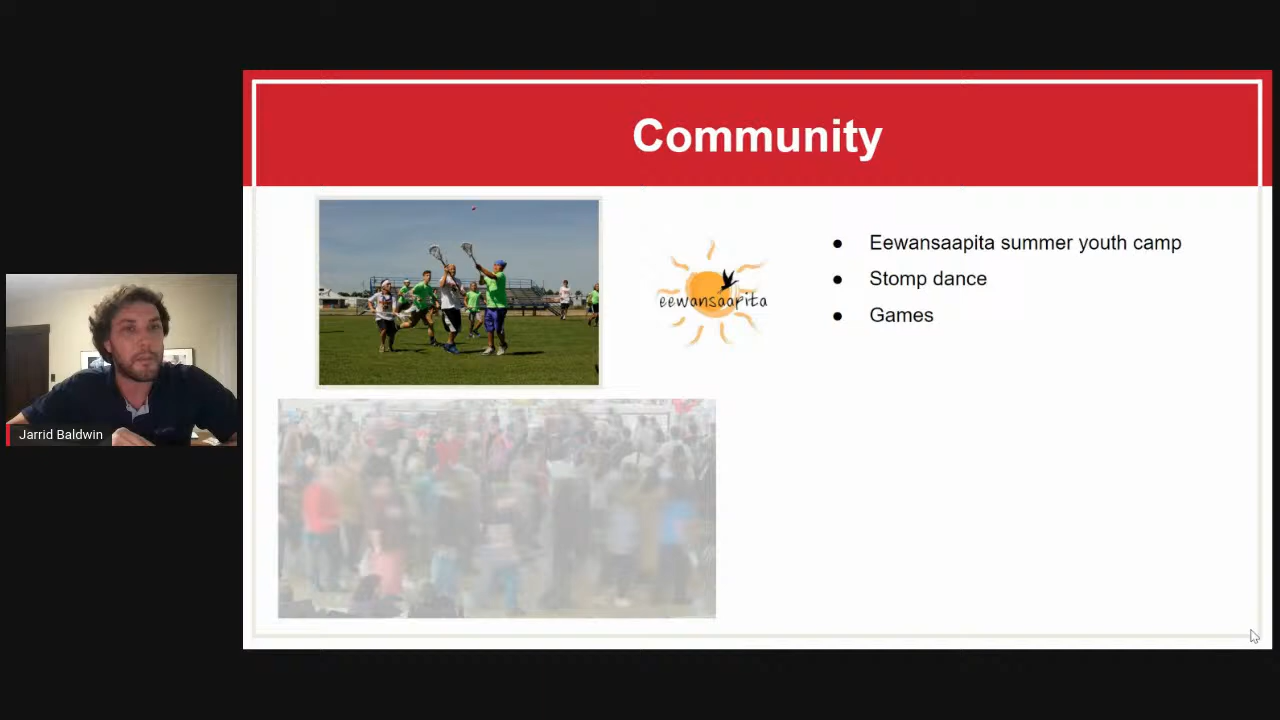 Community
eewansaapita
Eewansaapita summer youth camp
Stomp dance
Games
Jarrid Baldwin